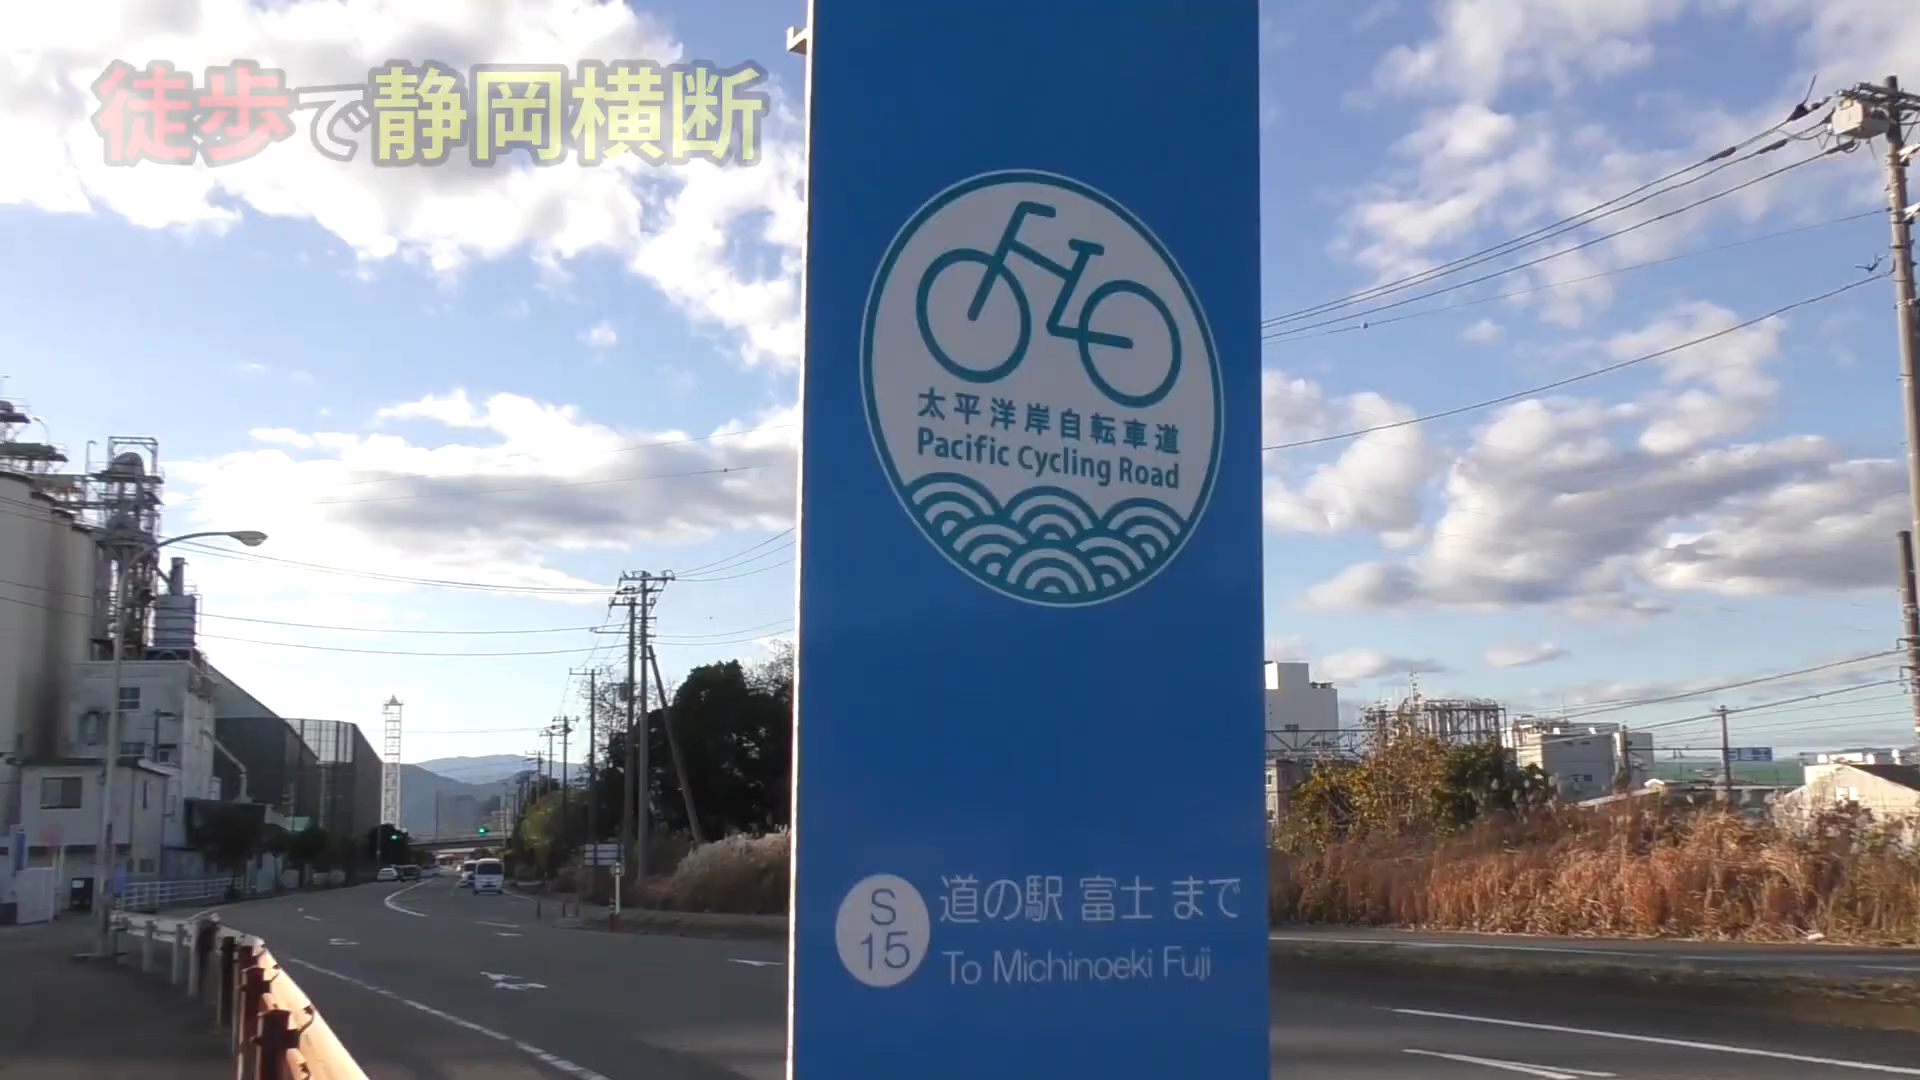 徒歩で静岡横断
太平洋岸自転車道
Pacific Cycling Road
S
15
道の駅 富士 まで
To Michinoeki Fuji